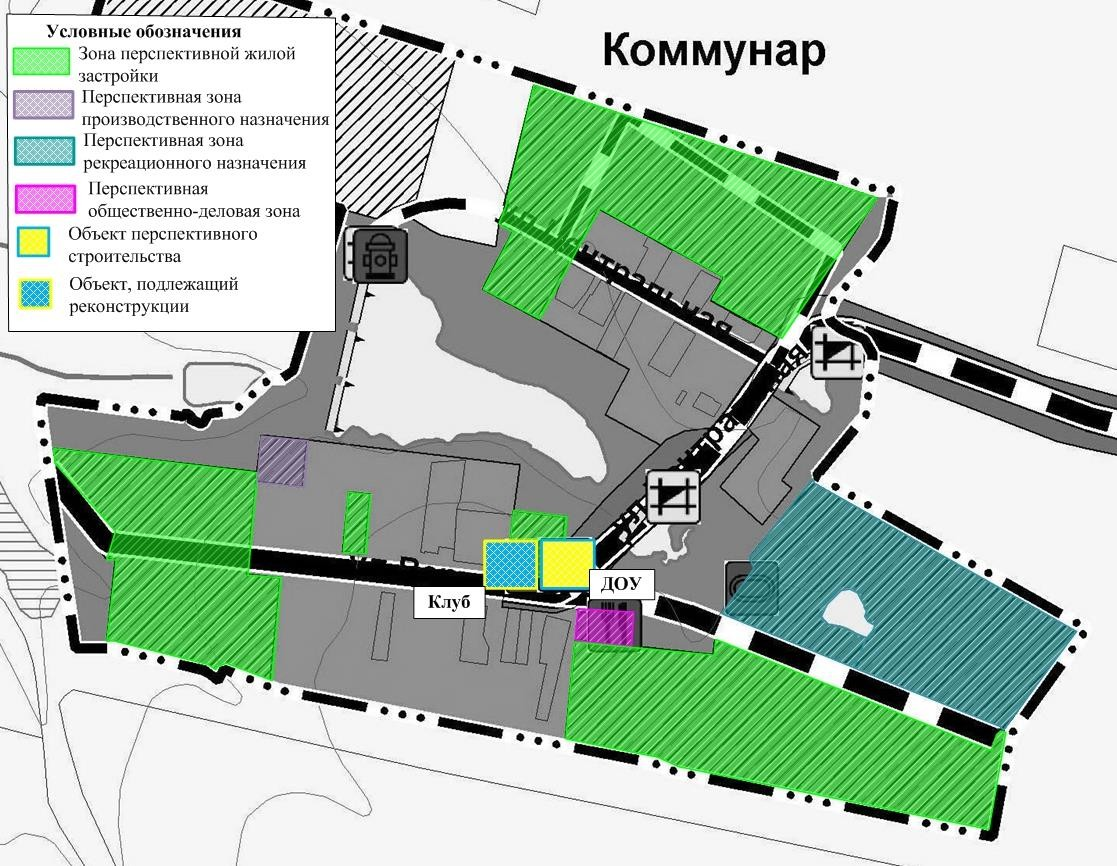 Коммунар
Условные обозначения
Зона перспективной жилой
застройки
Перспективная зона
производственного назначения
Перспективная зона
рекреационного назначения
Перспективная
общественно-деловая зона
Объект перспективного
строительства
Объект, подлежащий
реконструкции
Клуб
ДОУ